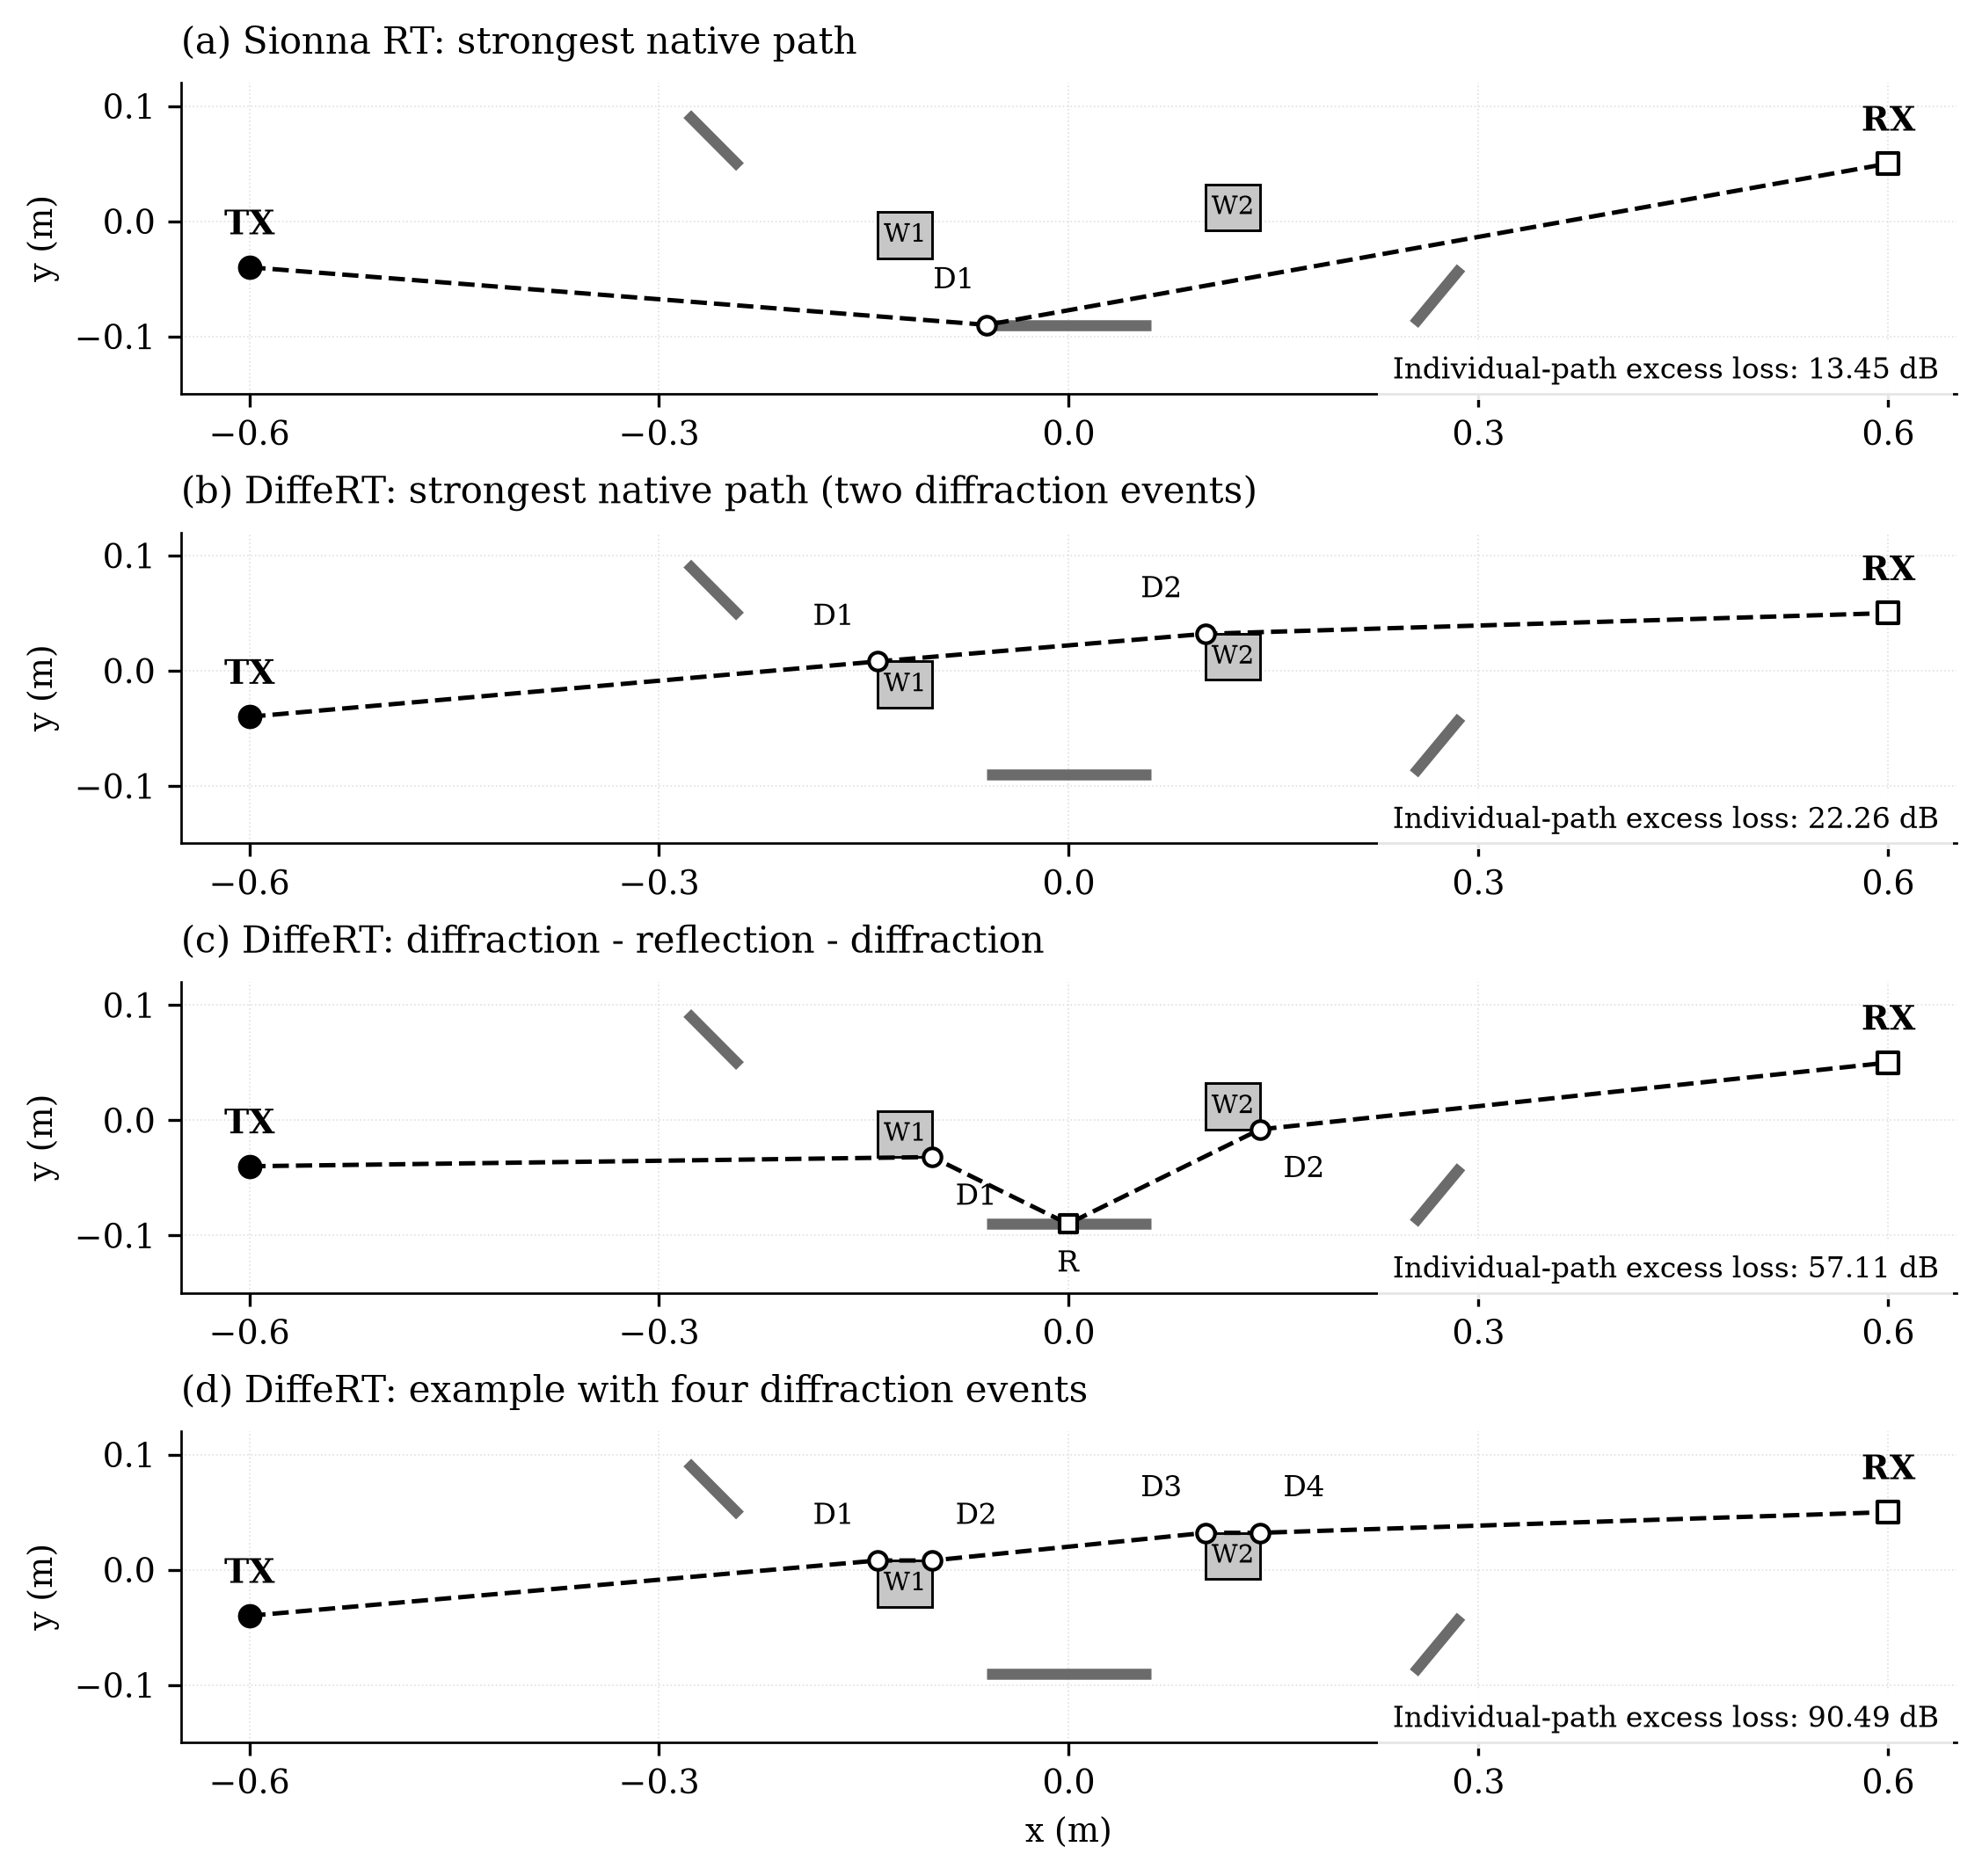 (a) Sionna RT: strongest native path
y (m)
0.1
0.0
−0.1
TX
W1
D1
W2
RX
Individual-path excess loss: 13.45 dB
−0.6
−0.3
0.0
0.3
0.6
(b) DiffeRT: strongest native path (two diffraction events)
y (m)
0.1
0.0
−0.1
TX
D1
W1
D2
W2
RX
Individual-path excess loss: 22.26 dB
−0.6
−0.3
0.0
0.3
0.6
(c) DiffeRT: diffraction - reflection - diffraction
y (m)
0.1
0.0
−0.1
TX
W1
D1
R
W2
D2
RX
Individual-path excess loss: 57.11 dB
−0.6
−0.3
0.0
0.3
0.6
(d) DiffeRT: example with four diffraction events
y (m)
0.1
0.0
−0.1
TX
D1
D2
W1
D3
D4
W2
RX
Individual-path excess loss: 90.49 dB
−0.6
−0.3
0.0
0.3
0.6
x (m)